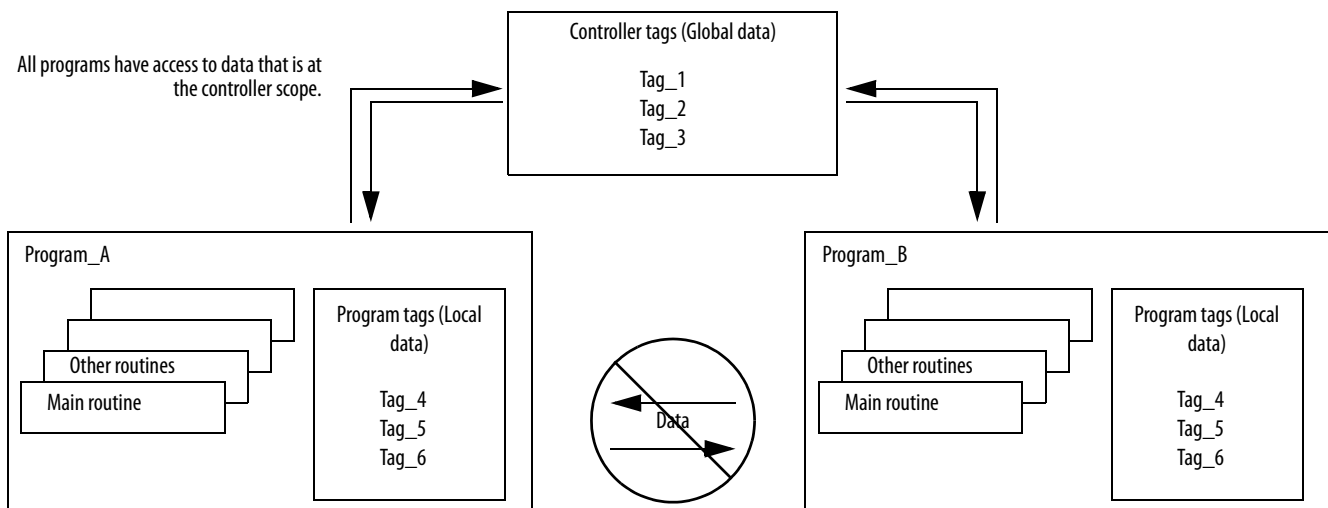 Controller tags (Global data)
Tag_1
Tag_2
Tag_3
All programs have access to data that is at
the controller scope.
Program_A
Other routines
Main routine
Program tags (Local
data)
Tag_4
Tag_5
Tag_6
Data
Program_B
Other routines
Main routine
Program tags (Local
data)
Tag_4
Tag_5
Tag_6